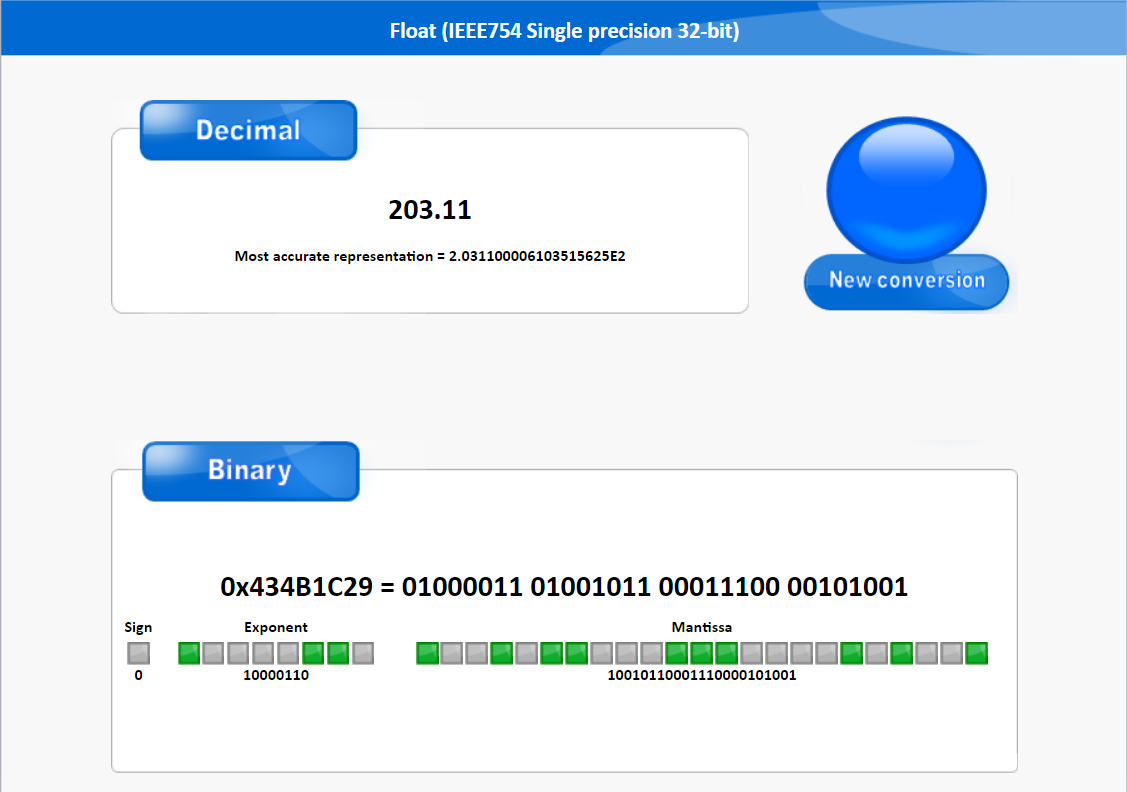 Float (IEEE754 Single precision 32-bit)
Decimal
203.11
Most accurate representation = 2.031100006103515625E2
New conversion
Binary
0x434B1C29 = 01000011 01001011 00011100 00101001
Sign Exponent Mantissa
0 10000110 10010110001110000101001